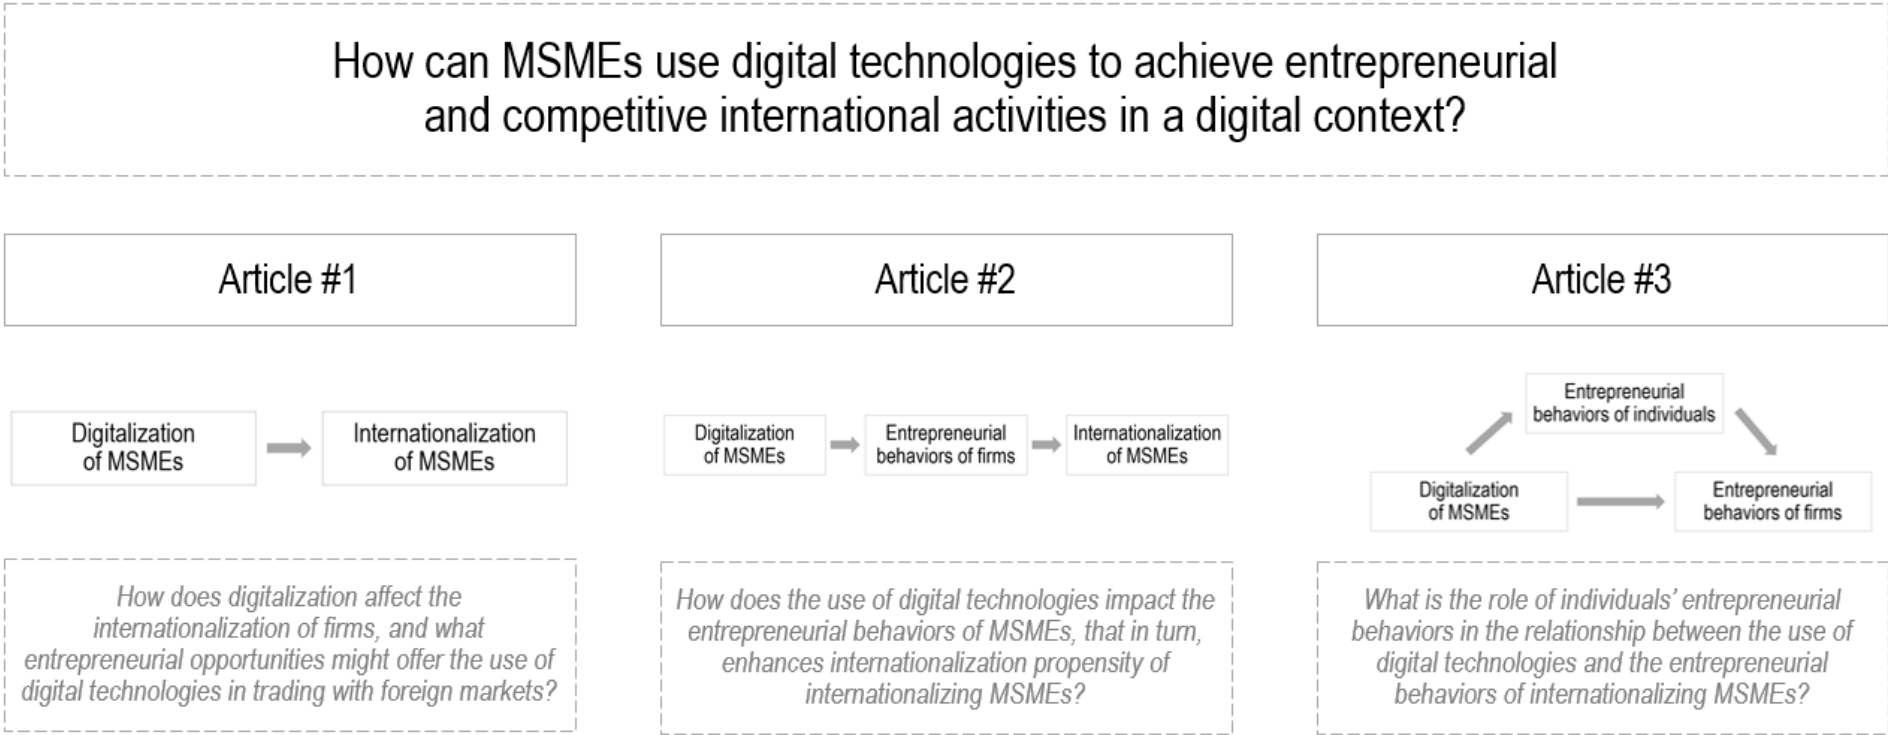 How can MSMEs use digital technologies to achieve entrepreneurial
and competitive international activities in a digital context?
Article #1
Digitalization
of MSMEs
Internationalization
of MSMEs
How does digitalization affect the
internationalization of firms, and what
entrepreneurial opportunities might offer the use of
digital technologies in trading with foreign markets?
Article #2
Digitalization
of MSMEs
Entrepreneurial
behaviors of firms
Internationalization
of MSMEs
How does the use of digital technologies impact the
entrepreneurial behaviors of MSMEs, that in turn,
enhances internationalization propensity of
internationalizing MSMEs?
Article #3
Entrepreneurial
behaviors of individuals
Digitalization
of MSMEs
Entrepreneurial
behaviors of firms
What is the role of individuals’ entrepreneurial
behaviors in the relationship between the use of
digital technologies and the entrepreneurial
behaviors of internationalizing MSMEs?